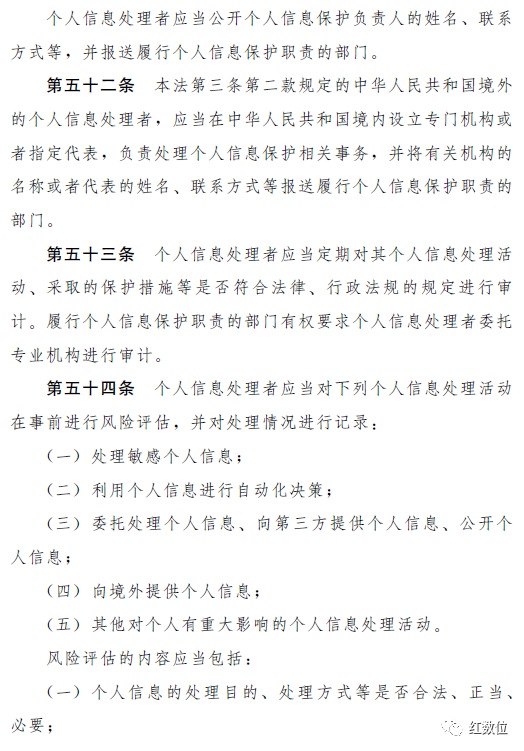 个人信息处理者应当公开个人信息保护负责人的姓名、联系
方式等，并报送履行个人信息保护职责的部门。
第五十二条　本法第三条第二款规定的中华人民共和国境外
的个人信息处理者，应当在中华人民共和国境内设立专门机构或
者指定代表，负责处理个人信息保护相关事务，并将有关机构的
名称或者代表的姓名、联系方式等报送履行个人信息保护职责的
部门。
第五十三条　个人信息处理者应当定期对其个人信息处理活
动、采取的保护措施等是否符合法律、行政法规的规定进行审
计。履行个人信息保护职责的部门有权要求个人信息处理者委托
专业机构进行审计。
第五十四条　个人信息处理者应当对下列个人信息处理活动
在事前进行风险评估，并对处理情况进行记录：
（一）处理敏感个人信息；
（二）利用个人信息进行自动化决策；
（三）委托处理个人信息、向第三方提供个人信息、公开个
人信息；
（四）向境外提供个人信息；
（五）其他对个人有重大影响的个人信息处理活动。
风险评估的内容应当包括：
（一）个人信息的处理目的、处理方式等是否合法、正当、
必要；
红数位